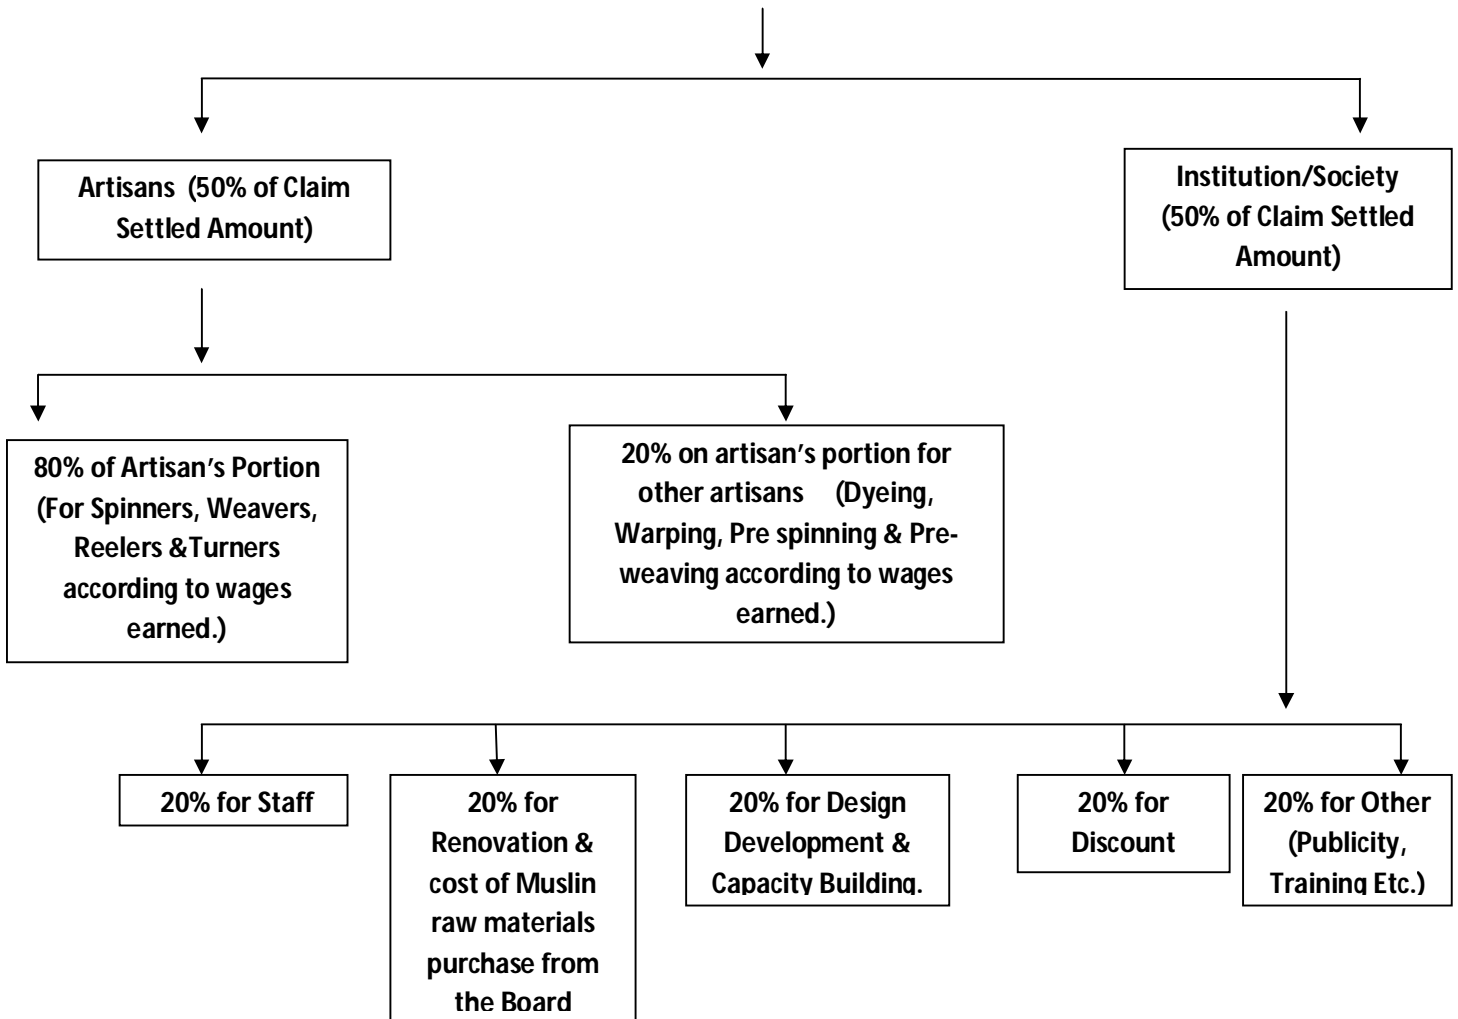 Artisans (50% of Claim
Settled Amount)
Institution/Society
(50% of Claim Settled
Amount)
80% of Artisan’s Portion
(For Spinners, Weavers,
Reelers &Turners
according to wages
earned.)
20% on artisan’s portion for
other artisans (Dyeing,
Warping, Pre spinning & Pre-
weaving according to wages
earned.)
20% for Staff
20% for
Renovation &
cost of Muslin
raw materials
purchase from
the Board
20% for Design
Development &
Capacity Building.
20% for
Discount
20% for Other
(Publicity,
Training Etc.)